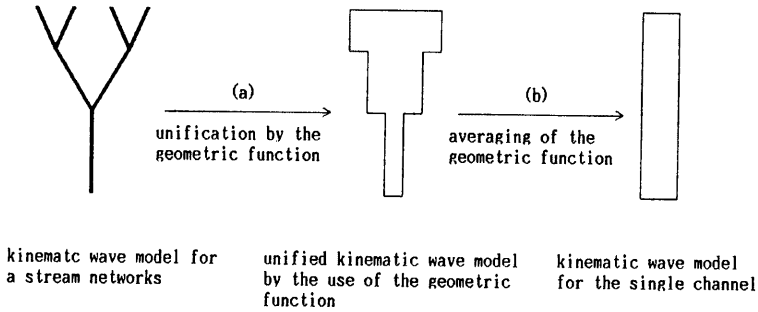 (a)
unification by the
geometric function
(b)
averaging of the
geometric function
kinematc wave model for
a stream networks
unified kinematic wave model
by the use of the geometric
function
kinematic wave model
for the single channel